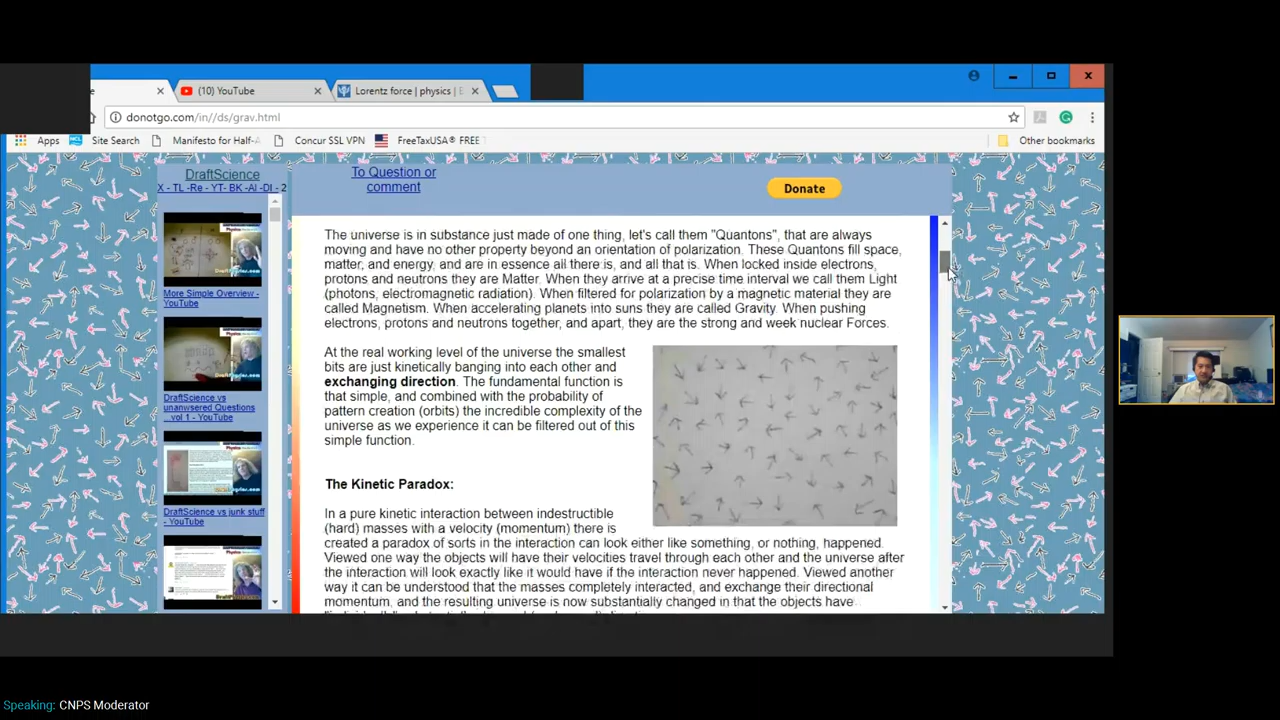 (10) YouTube
Lorentz force | physics | E
donotgo.com/in//ds/grav.html
Apps
Site Search
Manifesto for Half-A
Concur SSL VPN
FreeTaxUSA® FREE T
Other bookmarks
DraftScience
X - TL -Re - YT- BK -AI -DI - 2
To Question or
comment
Donate
More Simple Overview -
YouTube
DraftScience vs
unanwsered Questions
...vol 1 - YouTube
DraftScience vs junk stuff
- YouTube
The universe is in substance just made of one thing, let's call them "Quantons", that are always
moving and have no other property beyond an orientation of polarization. These Quantons fill space,
matter, and energy, and are in essence all there is, and all that is. When locked inside electrons,
protons and neutrons they are Matter. When they arrive at a precise time interval we call them Light
(photons, electromagnetic radiation). When filtered for polarization by a magnetic material they are
called Magnetism. When accelerating planets into suns they are called Gravity. When pushing
electrons, protons and neutrons together, and apart, they are the strong and week nuclear Forces.
At the real working level of the universe the smallest
bits are just kinetically banging into each other and
exchanging direction. The fundamental function is
that simple, and combined with the probability of
pattern creation (orbits) the incredible complexity of the
universe as we experience it can be filtered out of this
simple function.
The Kinetic Paradox:
In a pure kinetic interaction between indestructible
(hard) masses with a velocity (momentum) there is
created a paradox of sorts in the interaction can look either like something, or nothing, happened.
Viewed one way the objects will have their velocities travel through each other and the universe after
the interaction will look exactly like it would have if the interaction never happened. Viewed another
way it can be understood that the masses completely interacted, and exchange their directional
momentum, and the resulting universe is now substantially changed in that the objects have
Speaking: CNPS Moderator